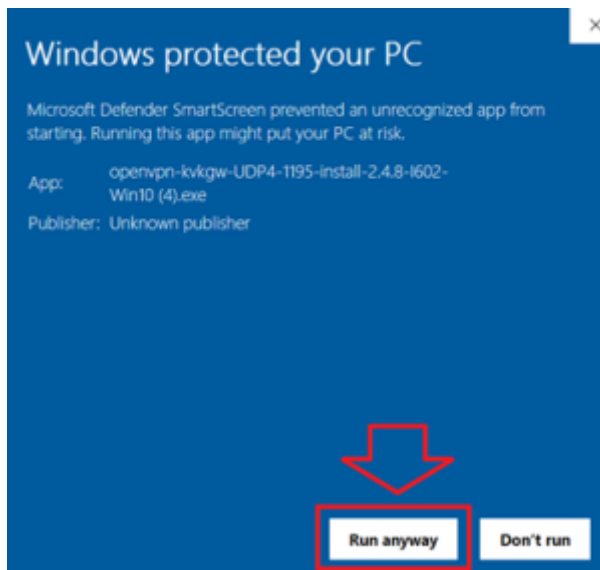 Windows protected your PC
Microsoft Defender SmartScreen prevented an unrecognized app from
starting. Running this app might put your PC at risk.
App: openvpn-kvkgw-UDP4-1195-install-2.4.8-I602-
Win10 (4).exe
Publisher: Unknown publisher
Run anyway Don't run